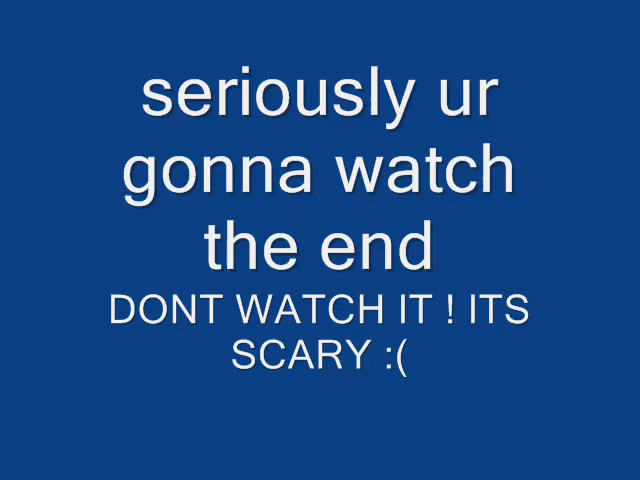 seriously ur
gonna watch
the end
DONT WATCH IT ! ITS
SCARY :(